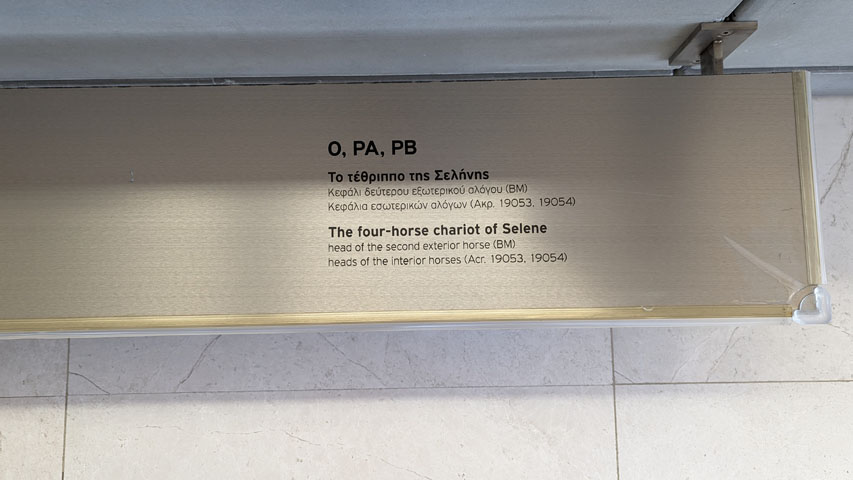 O, PA, PB
Το τέθριππο της Σελήνης
Κεφάλι δεύτερου εξωτερικού αλόγου (BM)
Κεφάλια εσωτερικών αλόγων (Ακρ. 19053, 19054)
The four-horse chariot of Selene
head of the second exterior horse (BM)
heads of the interior horses (Acr. 19053, 19054)